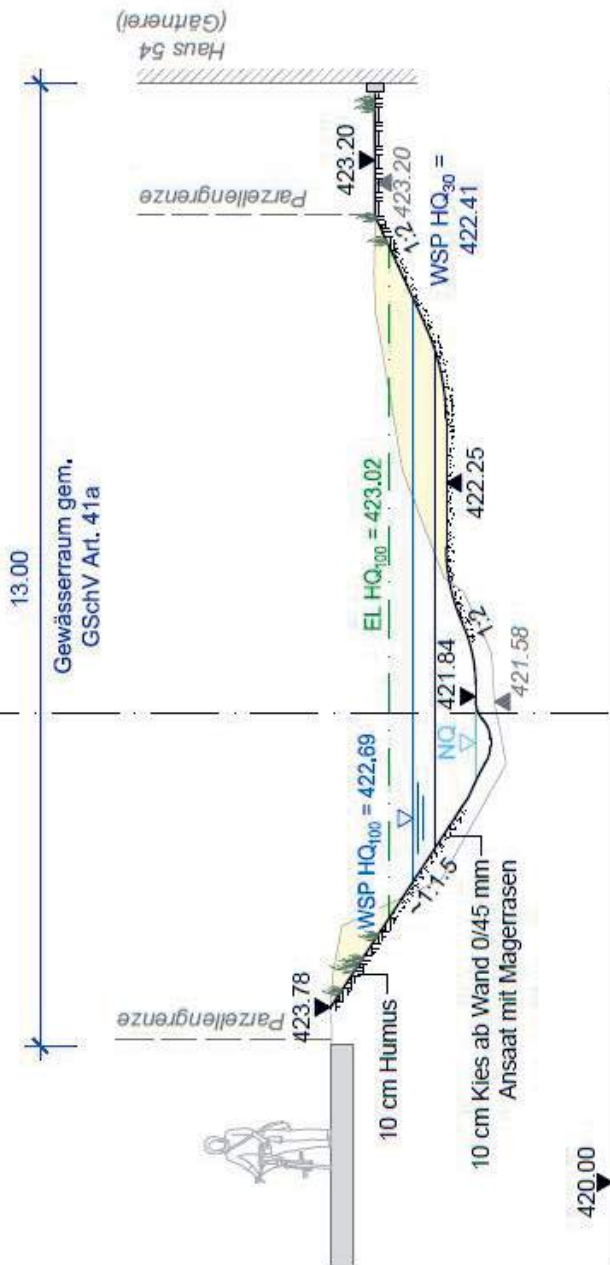 13.00
Gewässerraum gem.
GSchV Art. 41a
Haus 54
(Gärtnerei)
Parzellengrenze
Parzellengrenze
423.78
423.20
423.20
1:2
WSP HQ30 =
422.41
EL HQ100 = 423.02
WSP HQ100 = 422.69
NQ
421.84
1:2
421.58
422.25
~1:1.5
10 cm Humus
10 cm Kies ab Wand 0/45 mm
Ansaat mit Magerrasen
420.00